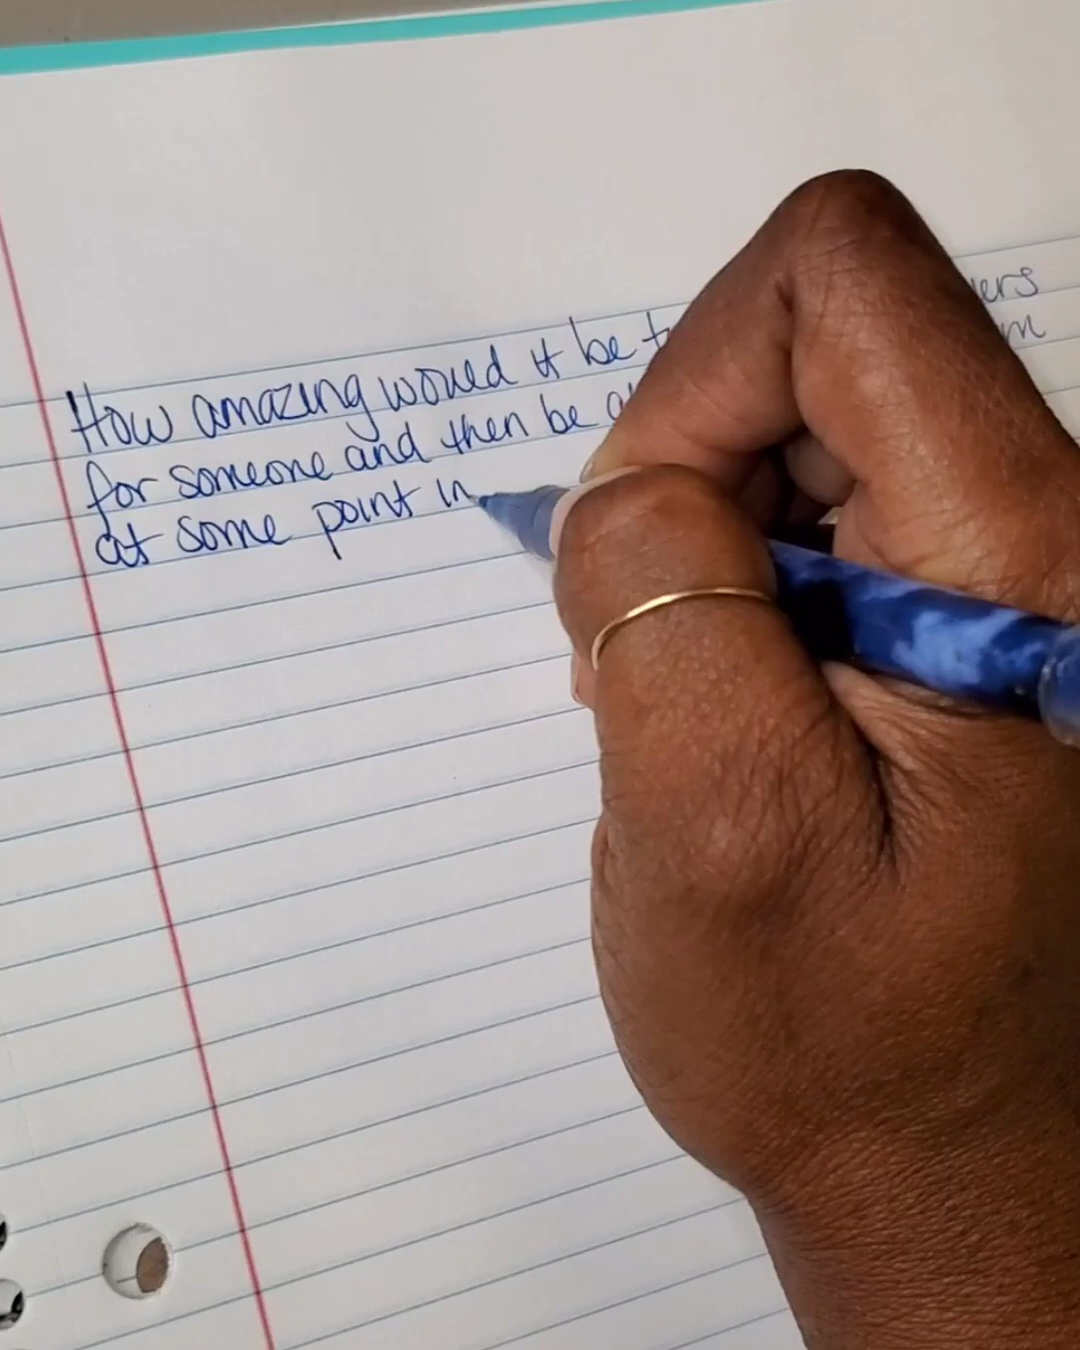 How amazing would it be
for someone and then be
at some point in